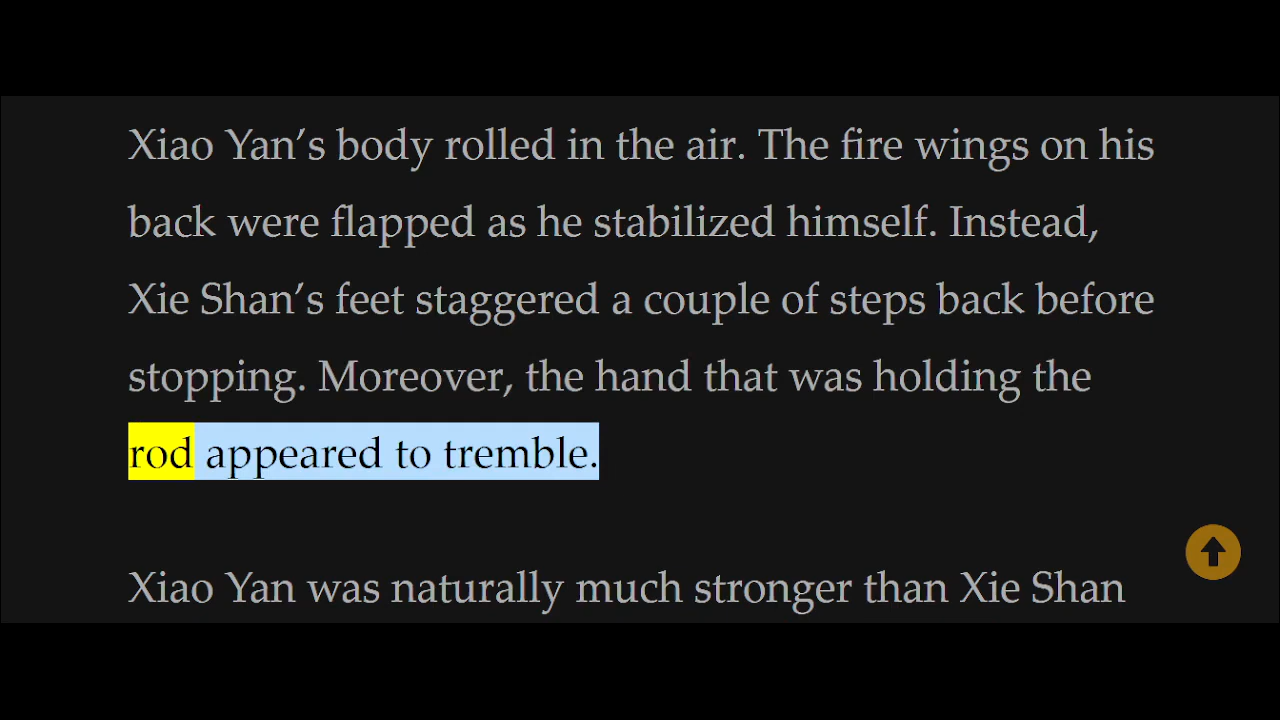 Xiao Yan’s body rolled in the air. The fire wings on his
back were flapped as he stabilized himself. Instead,
Xie Shan’s feet staggered a couple of steps back before
stopping. Moreover, the hand that was holding the
rod appeared to tremble.
Xiao Yan was naturally much stronger than Xie Shan